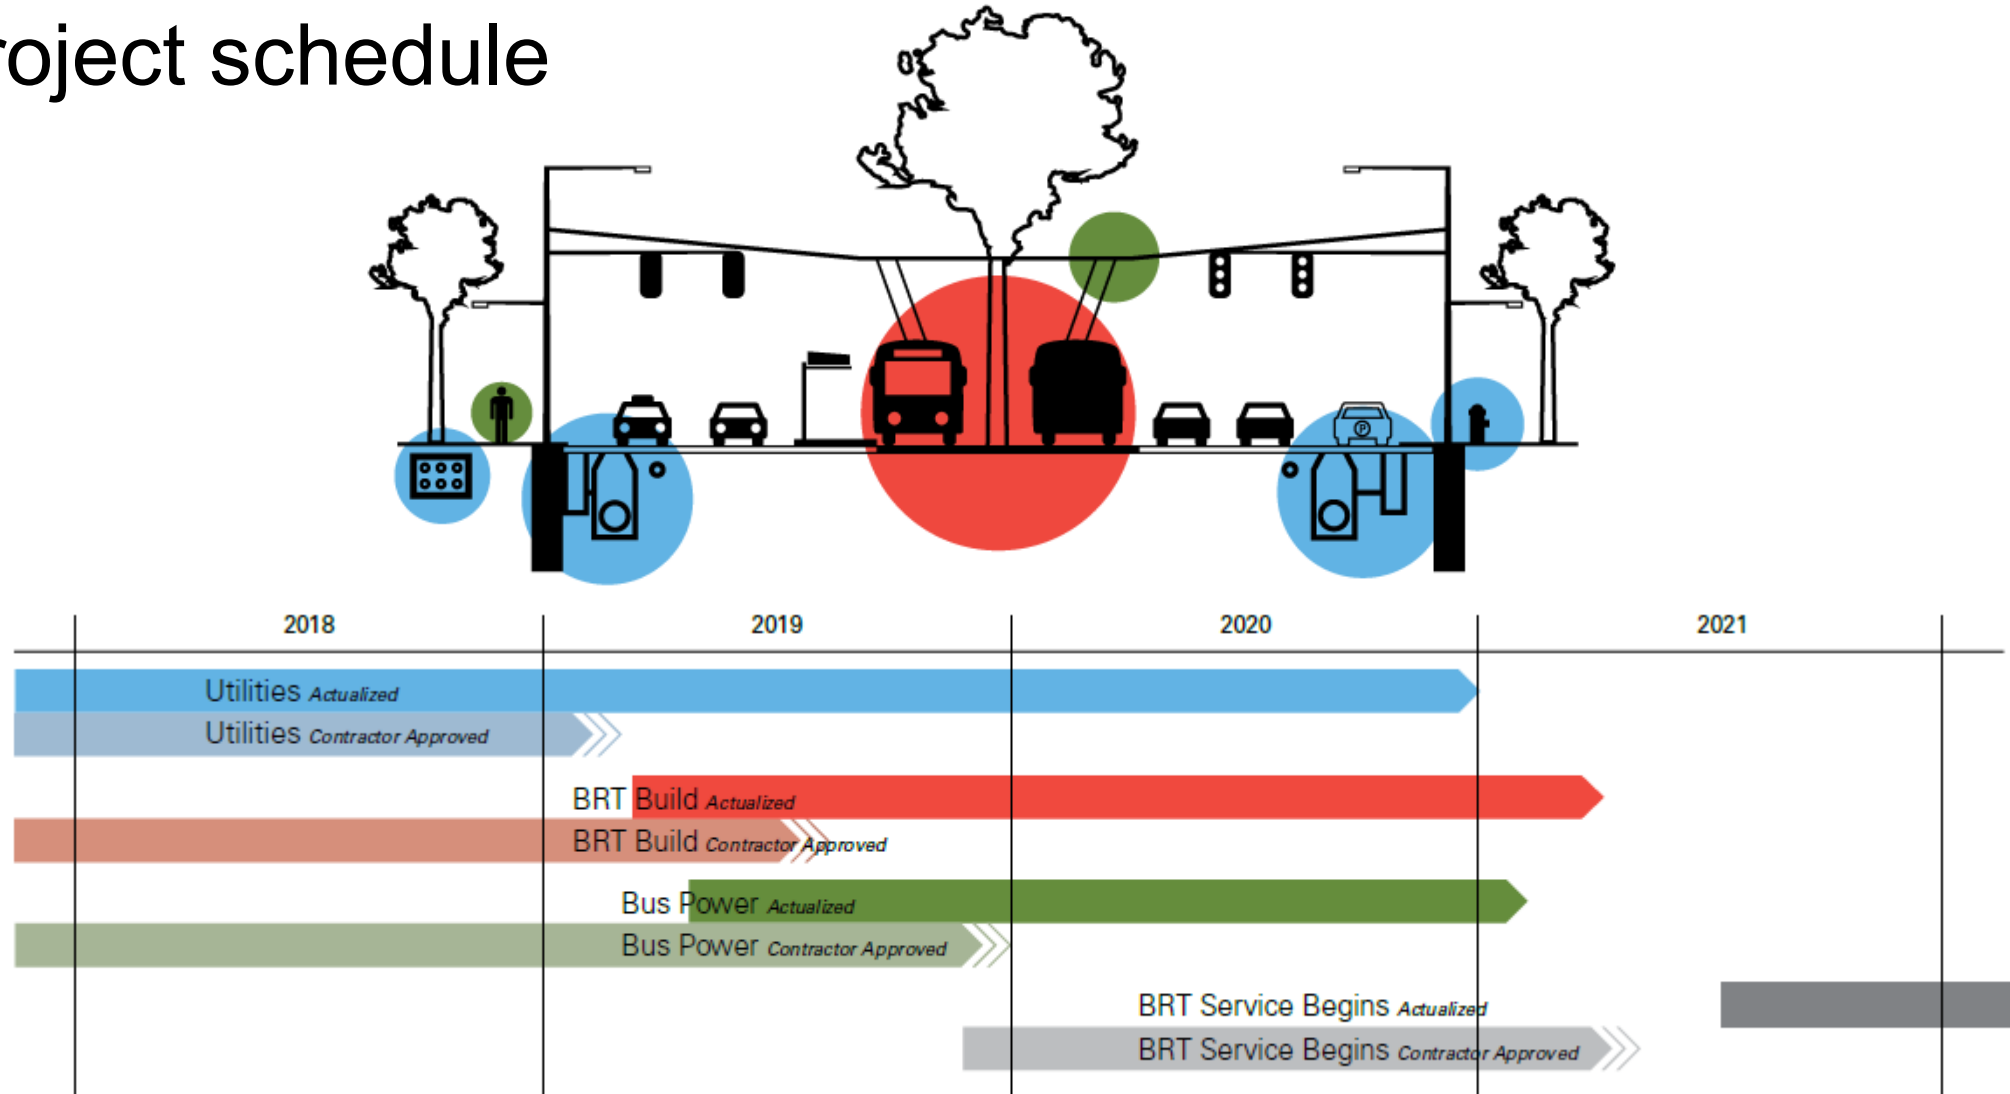 roject schedule
P
2018 2019 2020 2021
Utilities Actualized
Utilities Contractor Approved
BRT Build Actualized
BRT Build Contractor Approved
Bus Power Actualized
Bus Power Contractor Approved
BRT Service Begins Actualized
BRT Service Begins Contractor Approved